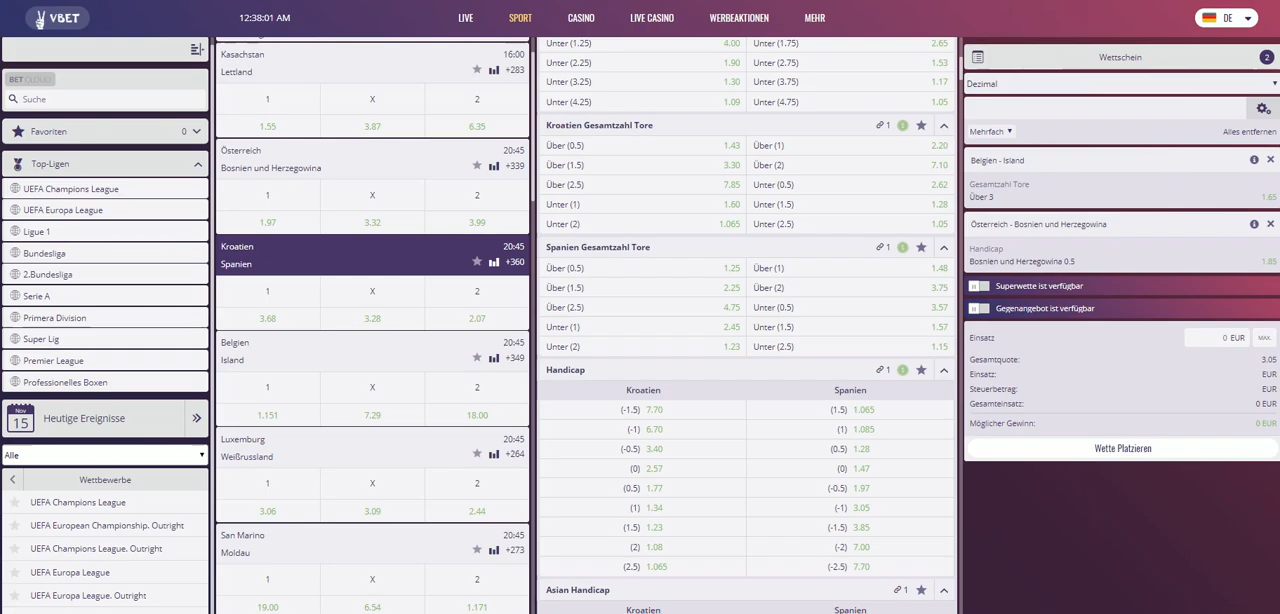 VBET
12:38:01 AM
LIVE
SPORT
CASINO
LIVE CASINO
WERBEAKTIONEN
MEHR
DE
BET CLOUD
Suche
Favoriten 0
Top-Ligen
UEFA Champions League
UEFA Europa League
Ligue 1
Bundesliga
2.Bundesliga
Serie A
Primera Division
Super Lig
Premier League
Professionelles Boxen
Nov
15
Heutige Ereignisse
Alle
Wettbewerbe
UEFA Champions League
UEFA European Championship. Outright
UEFA Champions League. Outright
UEFA Europa League
UEFA Europa League. Outright
Kasachstan 16:00
Lettland +283
1 X 2
1.55 3.87 6.35
Österreich 20:45
Bosnien und Herzegowina +339
1 X 2
1.97 3.32 3.99
Kroatien 20:45
Spanien +360
1 X 2
3.68 3.28 2.07
Belgien 20:45
Island +349
1 X 2
1.151 7.29 18.00
Luxemburg 20:45
Weißrussland +264
1 X 2
3.06 3.09 2.44
San Marino 20:45
Moldau +273
1 X 2
19.00 6.54 1.171
Unter (1.25) 4.00 Unter (1.75) 2.65
Unter (2.25) 1.90 Unter (2.75) 1.53
Unter (3.25) 1.30 Unter (3.75) 1.17
Unter (4.25) 1.09 Unter (4.75) 1.05
Kroatien Gesamtzahl Tore 1
Über (0.5) 1.43 Über (1) 2.20
Über (1.5) 3.30 Über (2) 7.10
Über (2.5) 7.85 Unter (0.5) 2.62
Unter (1) 1.60 Unter (1.5) 1.28
Unter (2) 1.065 Unter (2.5) 1.05
Spanien Gesamtzahl Tore 1
Über (0.5) 1.25 Über (1) 1.48
Über (1.5) 2.25 Über (2) 3.75
Über (2.5) 4.75 Unter (0.5) 3.57
Unter (1) 2.45 Unter (1.5) 1.57
Unter (2) 1.23 Unter (2.5) 1.15
Handicap 1
Kroatien Spanien
(-1.5) 7.70 (1.5) 1.065
(-1) 6.70 (1) 1.085
(-0.5) 3.40 (0.5) 1.28
(0) 2.57 (0) 1.47
(0.5) 1.77 (-0.5) 1.97
(1) 1.34 (-1) 3.05
(1.5) 1.23 (-1.5) 3.85
(2) 1.08 (-2) 7.00
(2.5) 1.065 (-2.5) 7.70
Asian Handicap 1
Kroatien Spanien
Wettschein 2
Dezimal
Mehrfach Alles entfernen
Belgien - Island
Gesamtzahl Tore
Über 3 1.65
Österreich - Bosnien und Herzegowina
Handicap
Bosnien und Herzegowina 0.5 1.85
Superwette ist verfügbar
Gegenangebot ist verfügbar
Einsatz 0 EUR MAX.
Gesamtquote: 3.05
Einsatz: EUR
Steuerbetrag: EUR
Gesamteinsatz: 0 EUR
Möglicher Gewinn: 0 EUR
Wette Platzieren